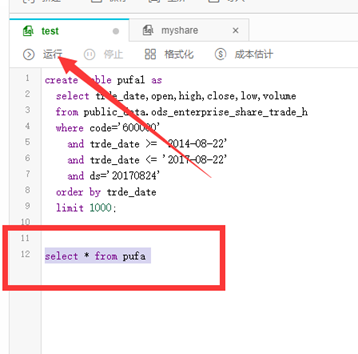 test
myshare
运行
停止
格式化
成本估计
1 create table pufa1 as
2 select trde_date,open,high,close,low,volume
3 from public_data.ods_enterprise_share_trade_h
4 where code='600000'
5 and trde_date >= '2014-08-22'
6 and trde_date <= '2017-08-22'
7 and ds='20170824'
8 order by trde_date
9 limit 1000;
10
11
12 select * from pufa